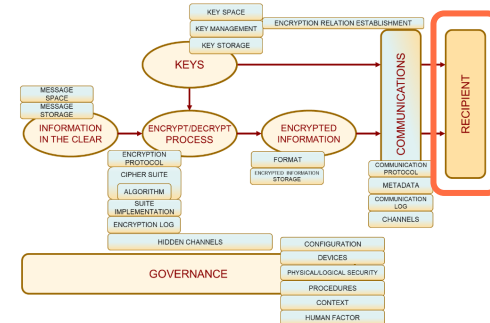 KEY SPACE
KEY MANAGEMENT
ENCRYPTION RELATION ESTABLISHMENT
KEY STORAGE
KEYS
COMMUNICATIONS
RECIPIENT
MESSAGE
SPACE
MESSAGE
STORAGE
INFORMATION
IN THE CLEAR
ENCRYPT/DECRYPT
PROCESS
ENCRYPTED
INFORMATION
ENCRYPTION
PROTOCOL
CIPHER SUITE
ALGORITHM
SUITE
IMPLEMENTATION
ENCRYPTION LOG
HIDDEN CHANNELS
FORMAT
ENCRYPTED INFORMATION
STORAGE
COMMUNICATION
PROTOCOL
METADATA
COMMUNICATION
LOG
CHANNELS
GOVERNANCE
CONFIGURATION
DEVICES
PHYSICAL/LOGICAL SECURITY
PROCEDURES
CONTEXT
HUMAN FACTOR